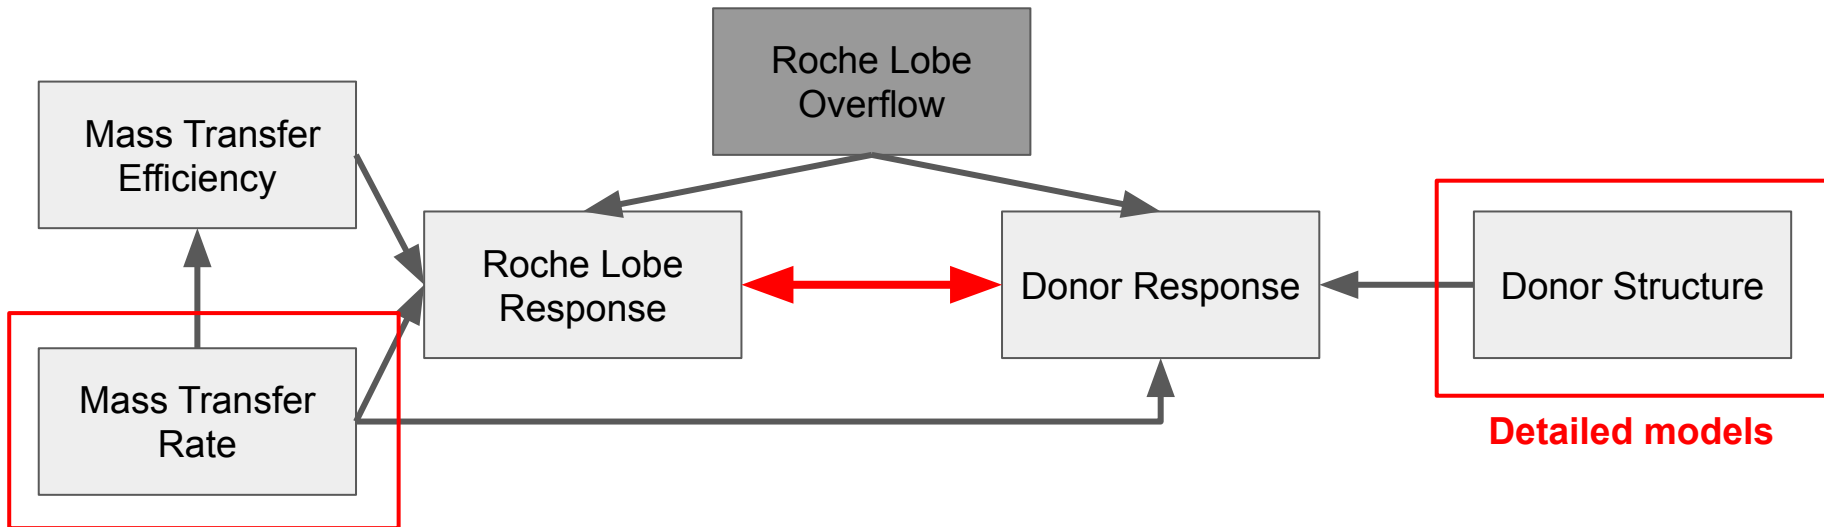 Roche Lobe
Overflow
Mass Transfer
Efficiency
Roche Lobe
Response
Donor Response
Donor Structure
Mass Transfer
Rate
Detailed models